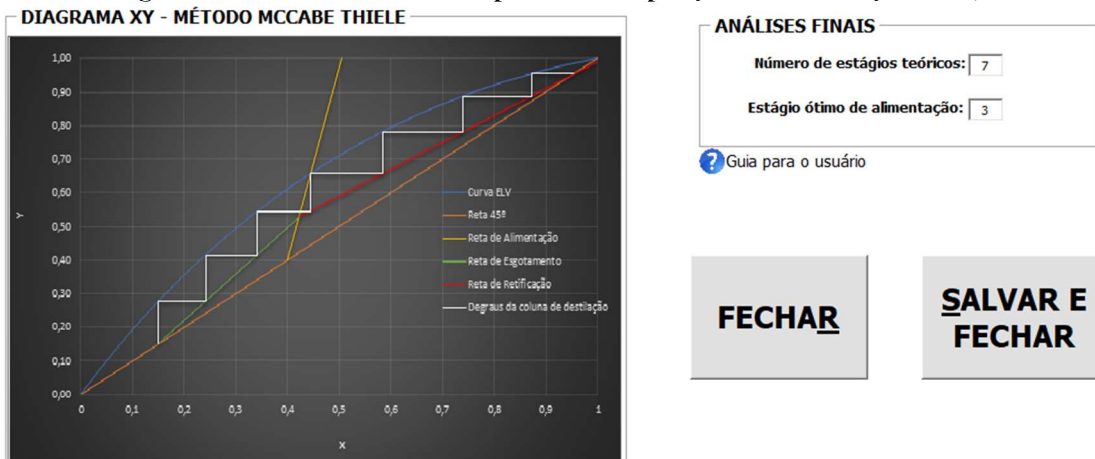 DIAGRAMA XY - MÉTODO MCCABE THIELE
1,00
0,90
0,80
0,70
0,60
0,50
0,40
0,30
0,20
0,10
0,00
Y
0 0,1 0,2 0,3 0,4 0,5 0,6 0,7 0,8 0,9 1
X
Curva ELV
Reta 45º
Reta de Alimentação
Reta de Esgotamento
Reta de Retificação
Degraus da coluna de destilação
ANÁLISES FINAIS
Número de estágios teóricos: 7
Estágio ótimo de alimentação: 3
Guia para o usuário
FECHAR
SALVAR E
FECHAR